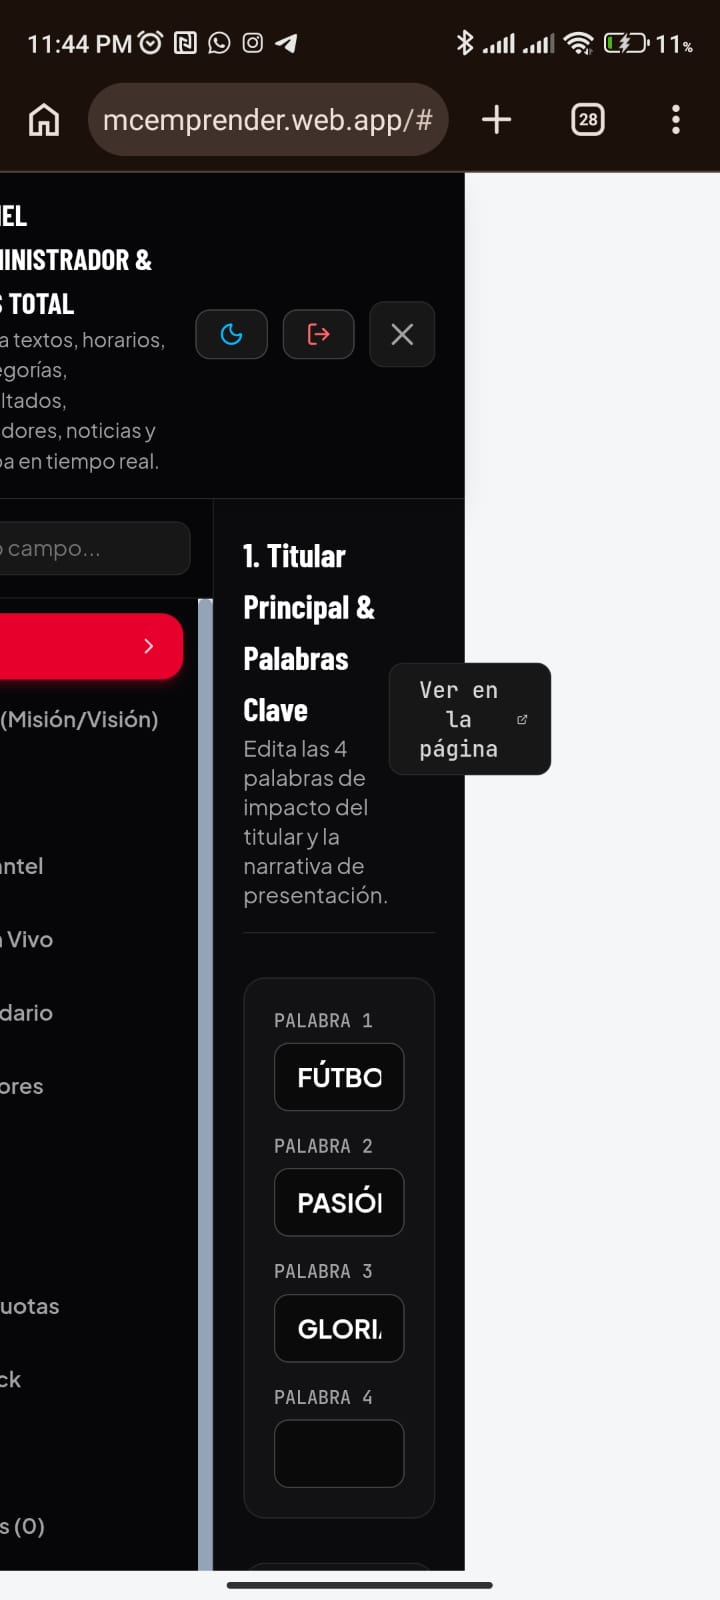 11:44 PM
11%
mcemprender.web.app/#
28
EL
INISTRADOR &
TOTAL
a textos, horarios,
egorías,
ltados,
dores, noticias y
a en tiempo real.
campo...
(Misión/Visión)
ntel
Vivo
dario
ores
uotas
ck
s (0)
1. Titular
Principal &
Palabras
Clave
Edita las 4
palabras de
impacto del
titular y la
narrativa de
presentación.
Ver en
la
página
PALABRA 1
FÚTBO
PALABRA 2
PASIÓ
PALABRA 3
GLORI
PALABRA 4